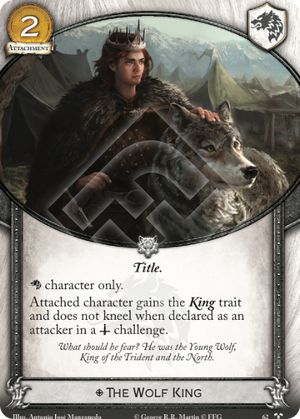 2
ATTACHMENT
Title.
character only.
Attached character gains the King trait
and does not kneel when declared as an
attacker in a challenge.
What should he fear? He was the Young Wolf,
King of the Trident and the North.
THE WOLF KING
Illus. Antonio José Manzanedo © George R.R. Martin © FFG 62